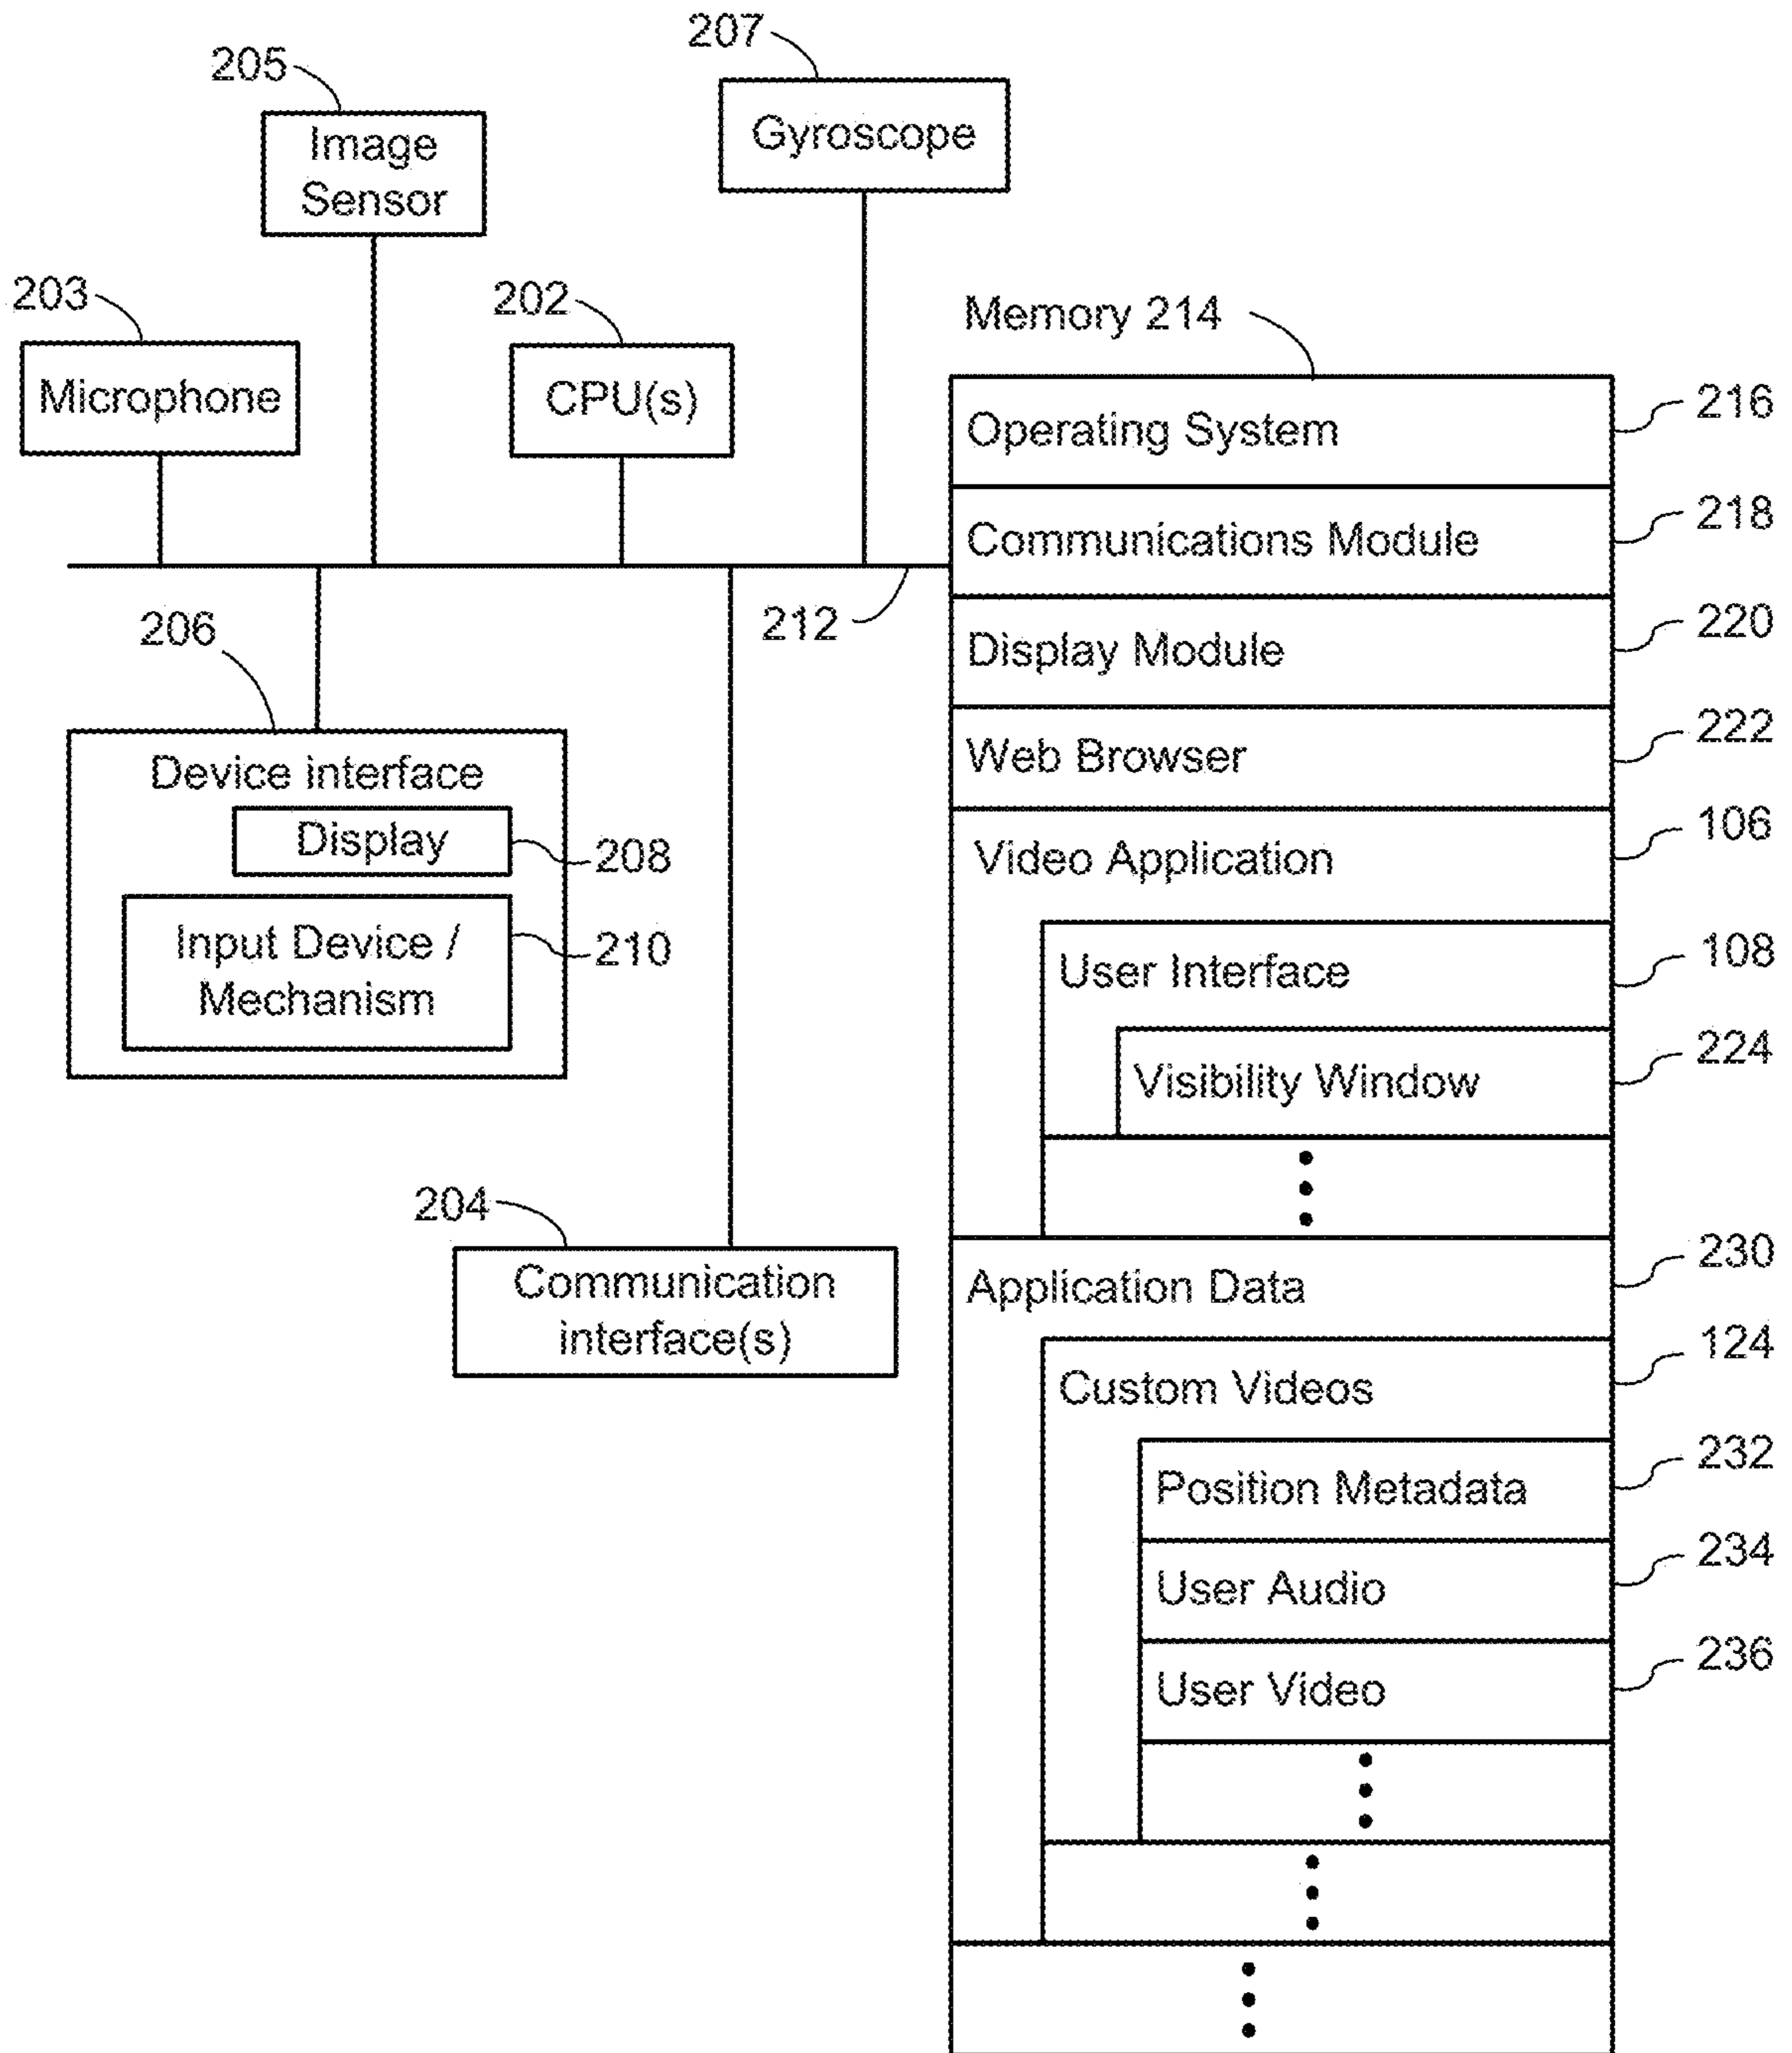 207
205
Gyroscope
Image
Sensor
203
202
Memory 214
Microphone
CPU(s)
Operating System
216
Communications Module
218
212
206
Display Module
220
Device interface
Web Browser
222
Display
208
Video Application
106
Input Device /
Mechanism
210
User Interface
108
Visibility Window
224
204
Communication
interface(s)
Application Data
230
Custom Videos
124
Position Metadata
232
User Audio
234
User Video
236